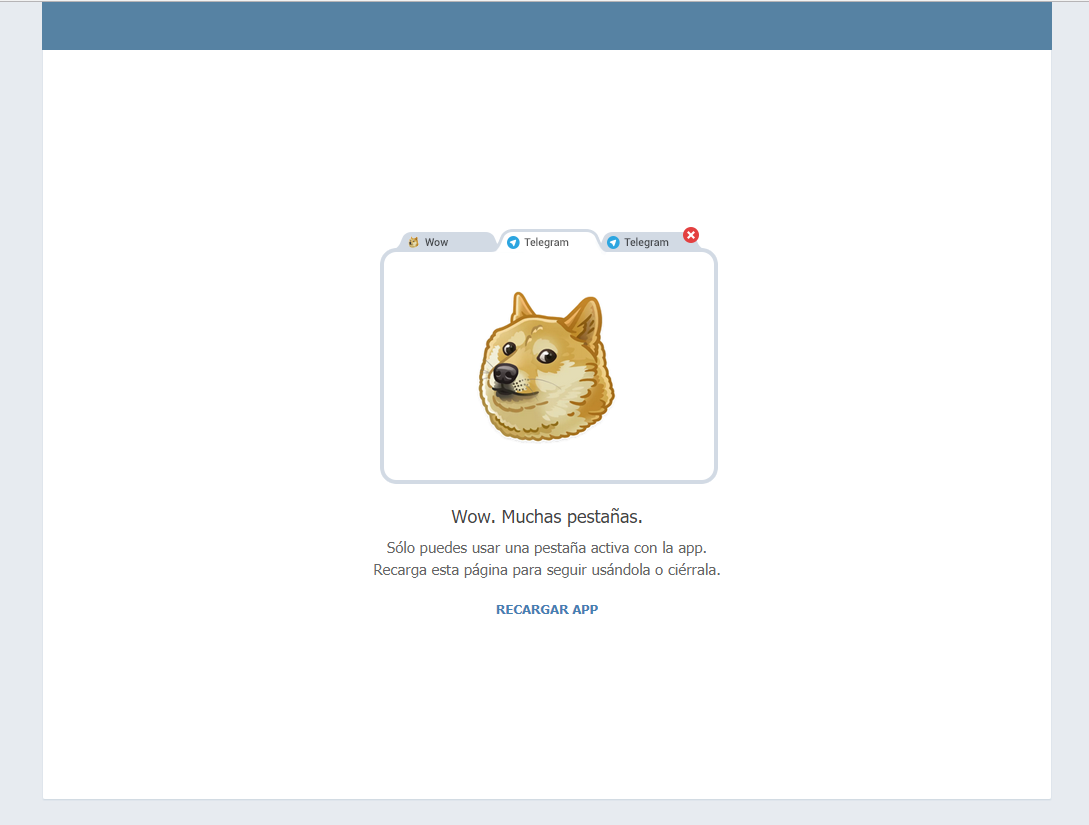 Wow
Telegram
Telegram
Wow. Muchas pestañas.
Sólo puedes usar una pestaña activa con la app.
Recarga esta página para seguir usándola o ciérrala.
RECARGAR APP